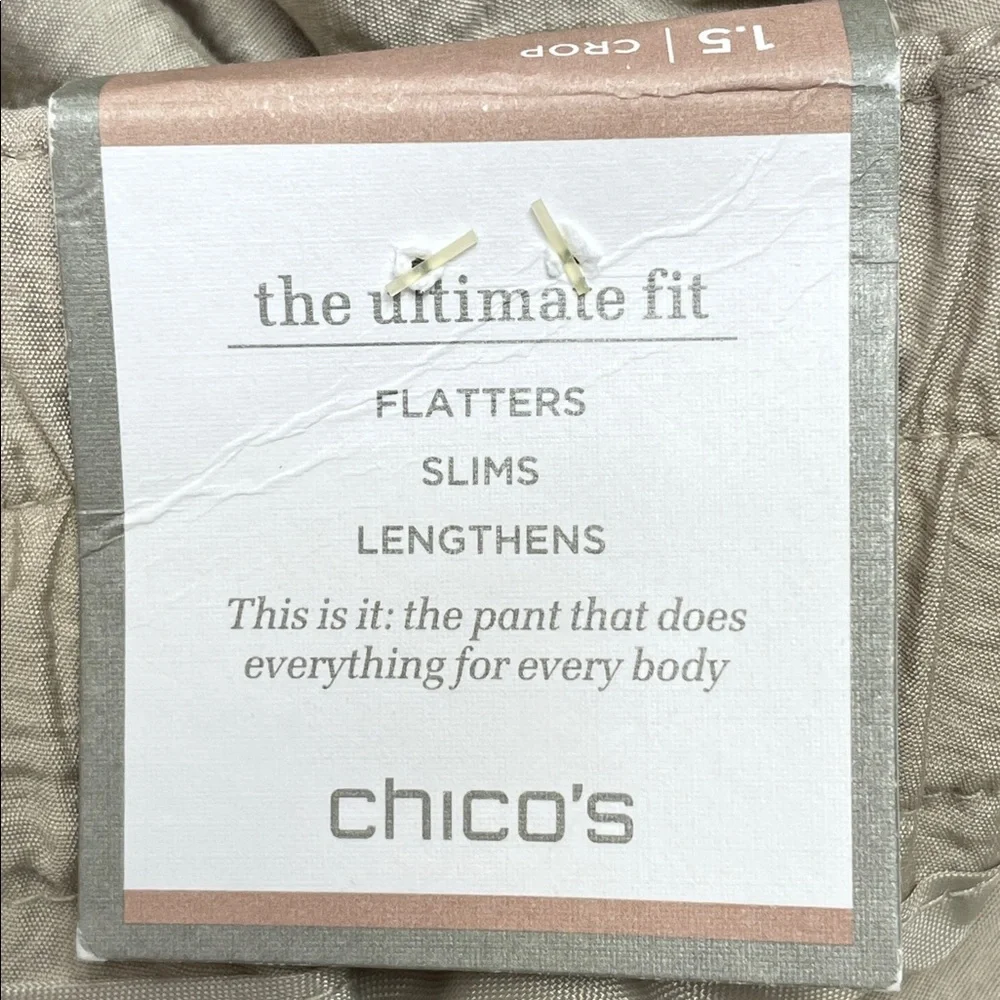 1.5 | CROP
the ultimate fit
FLATTERS
SLIMS
LENGTHENS
This is it: the pant that does
everything for every body
chico's